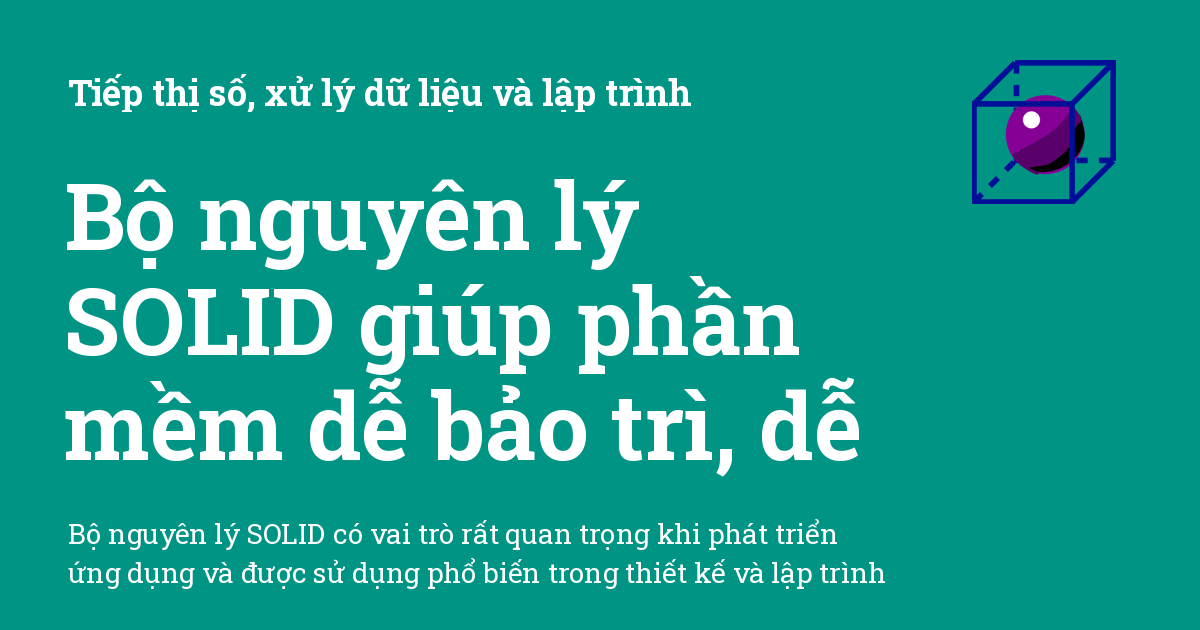 Tiếp thị số, xử lý dữ liệu và lập trình
Bộ nguyên lý
SOLID giúp phần
mềm dễ bảo trì, dễ
Bộ nguyên lý SOLID có vai trò rất quan trọng khi phát triển
ứng dụng và được sử dụng phổ biến trong thiết kế và lập trình